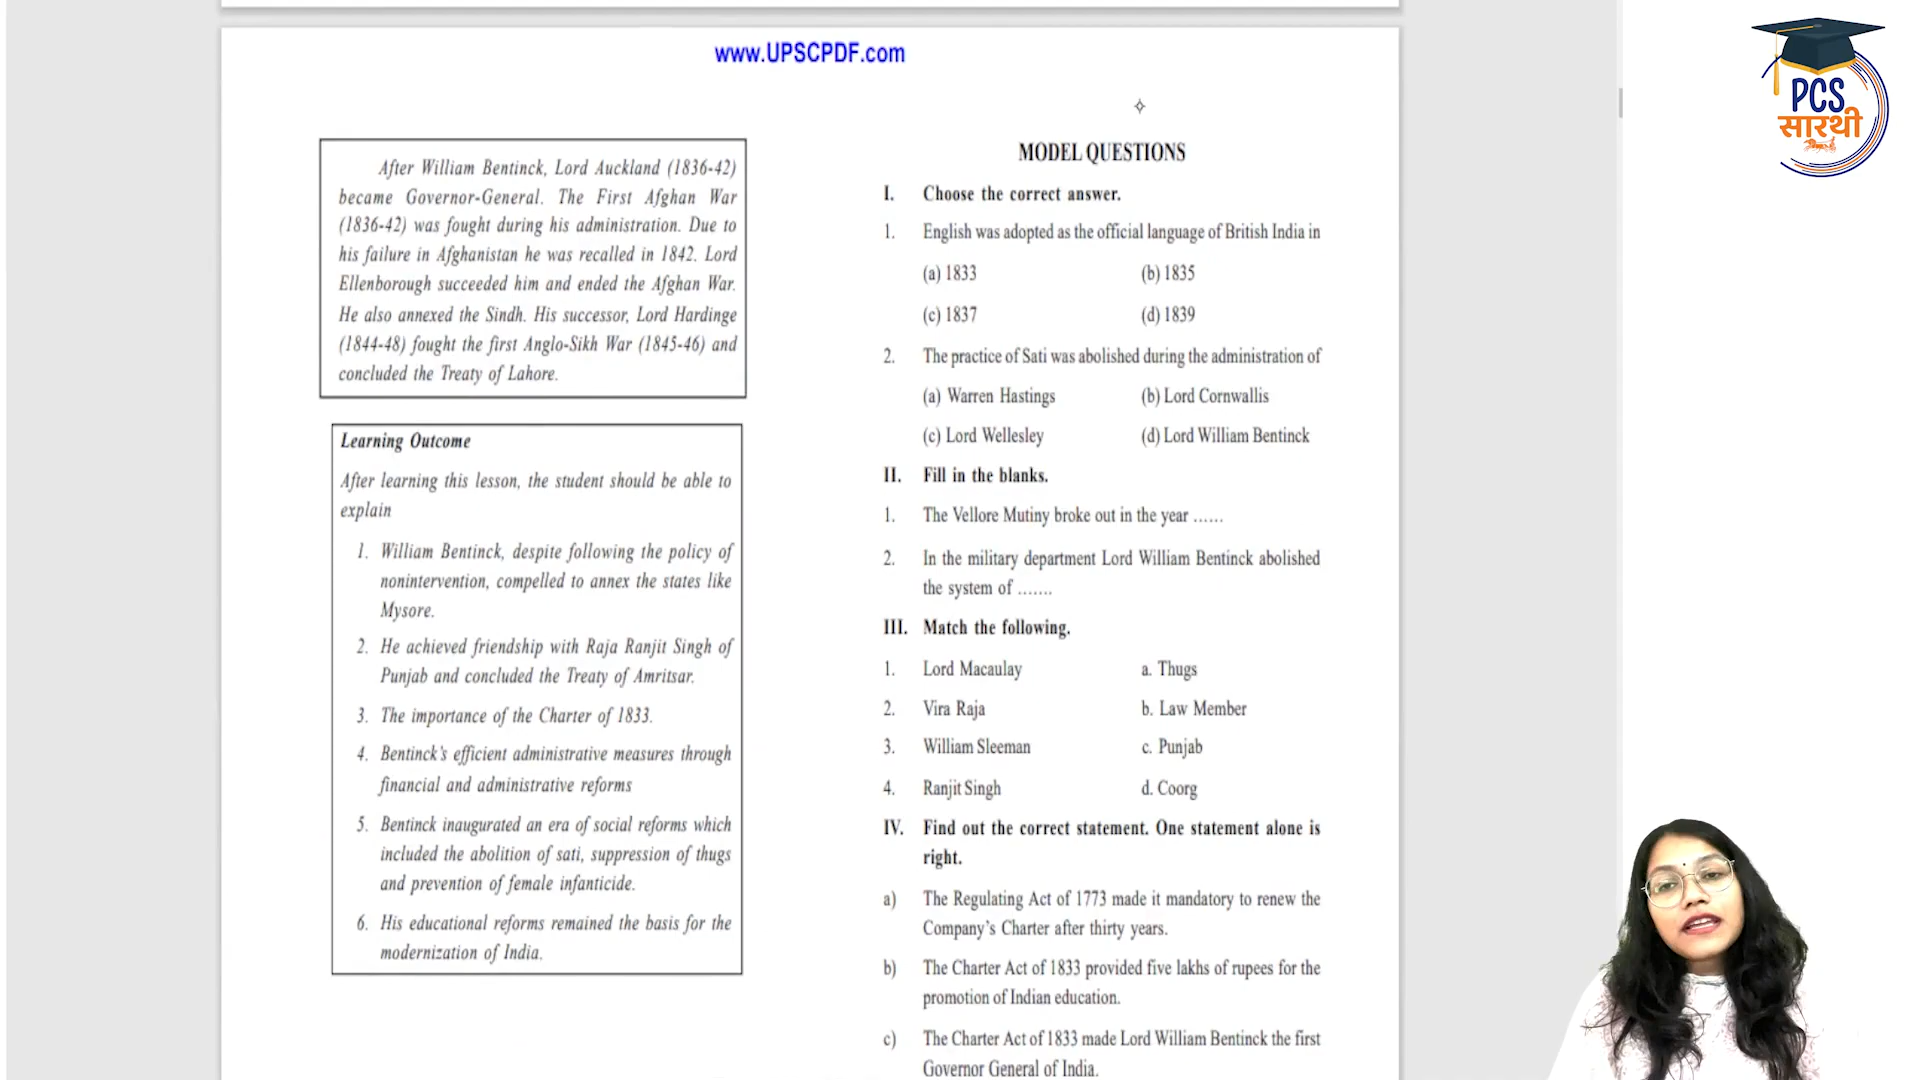 www.UPSCPDF.com
PCS
सारथी
After William Bentinck, Lord Auckland (1836-42)
became Governor-General. The First Afghan War
(1836-42) was fought during his administration. Due to
his failure in Afghanistan he was recalled in 1842. Lord
Ellenborough succeeded him and ended the Afghan War.
He also annexed the Sindh. His successor, Lord Hardinge
(1844-48) fought the first Anglo-Sikh War (1845-46) and
concluded the Treaty of Lahore.
Learning Outcome
After learning this lesson, the student should be able to
explain
1. William Bentinck, despite following the policy of
nonintervention, compelled to annex the states like
Mysore.
2. He achieved friendship with Raja Ranjit Singh of
Punjab and concluded the Treaty of Amritsar.
3. The importance of the Charter of 1833.
4. Bentinck's efficient administrative measures through
financial and administrative reforms
5. Bentinck inaugurated an era of social reforms which
included the abolition of sati, suppression of thugs
and prevention of female infanticide.
6. His educational reforms remained the basis for the
modernization of India.
MODEL QUESTIONS
I. Choose the correct answer.
1. English was adopted as the official language of British India in
(a) 1833 (b) 1835
(c) 1837 (d) 1839
2. The practice of Sati was abolished during the administration of
(a) Warren Hastings (b) Lord Cornwallis
(c) Lord Wellesley (d) Lord William Bentinck
II. Fill in the blanks.
1. The Vellore Mutiny broke out in the year ......
2. In the military department Lord William Bentinck abolished
the system of .......
III. Match the following.
1. Lord Macaulay a. Thugs
2. Vira Raja b. Law Member
3. William Sleeman c. Punjab
4. Ranjit Singh d. Coorg
IV. Find out the correct statement. One statement alone is
right.
a) The Regulating Act of 1773 made it mandatory to renew the
Company's Charter after thirty years.
b) The Charter Act of 1833 provided five lakhs of rupees for the
promotion of Indian education.
c) The Charter Act of 1833 made Lord William Bentinck the first
Governor General of India.